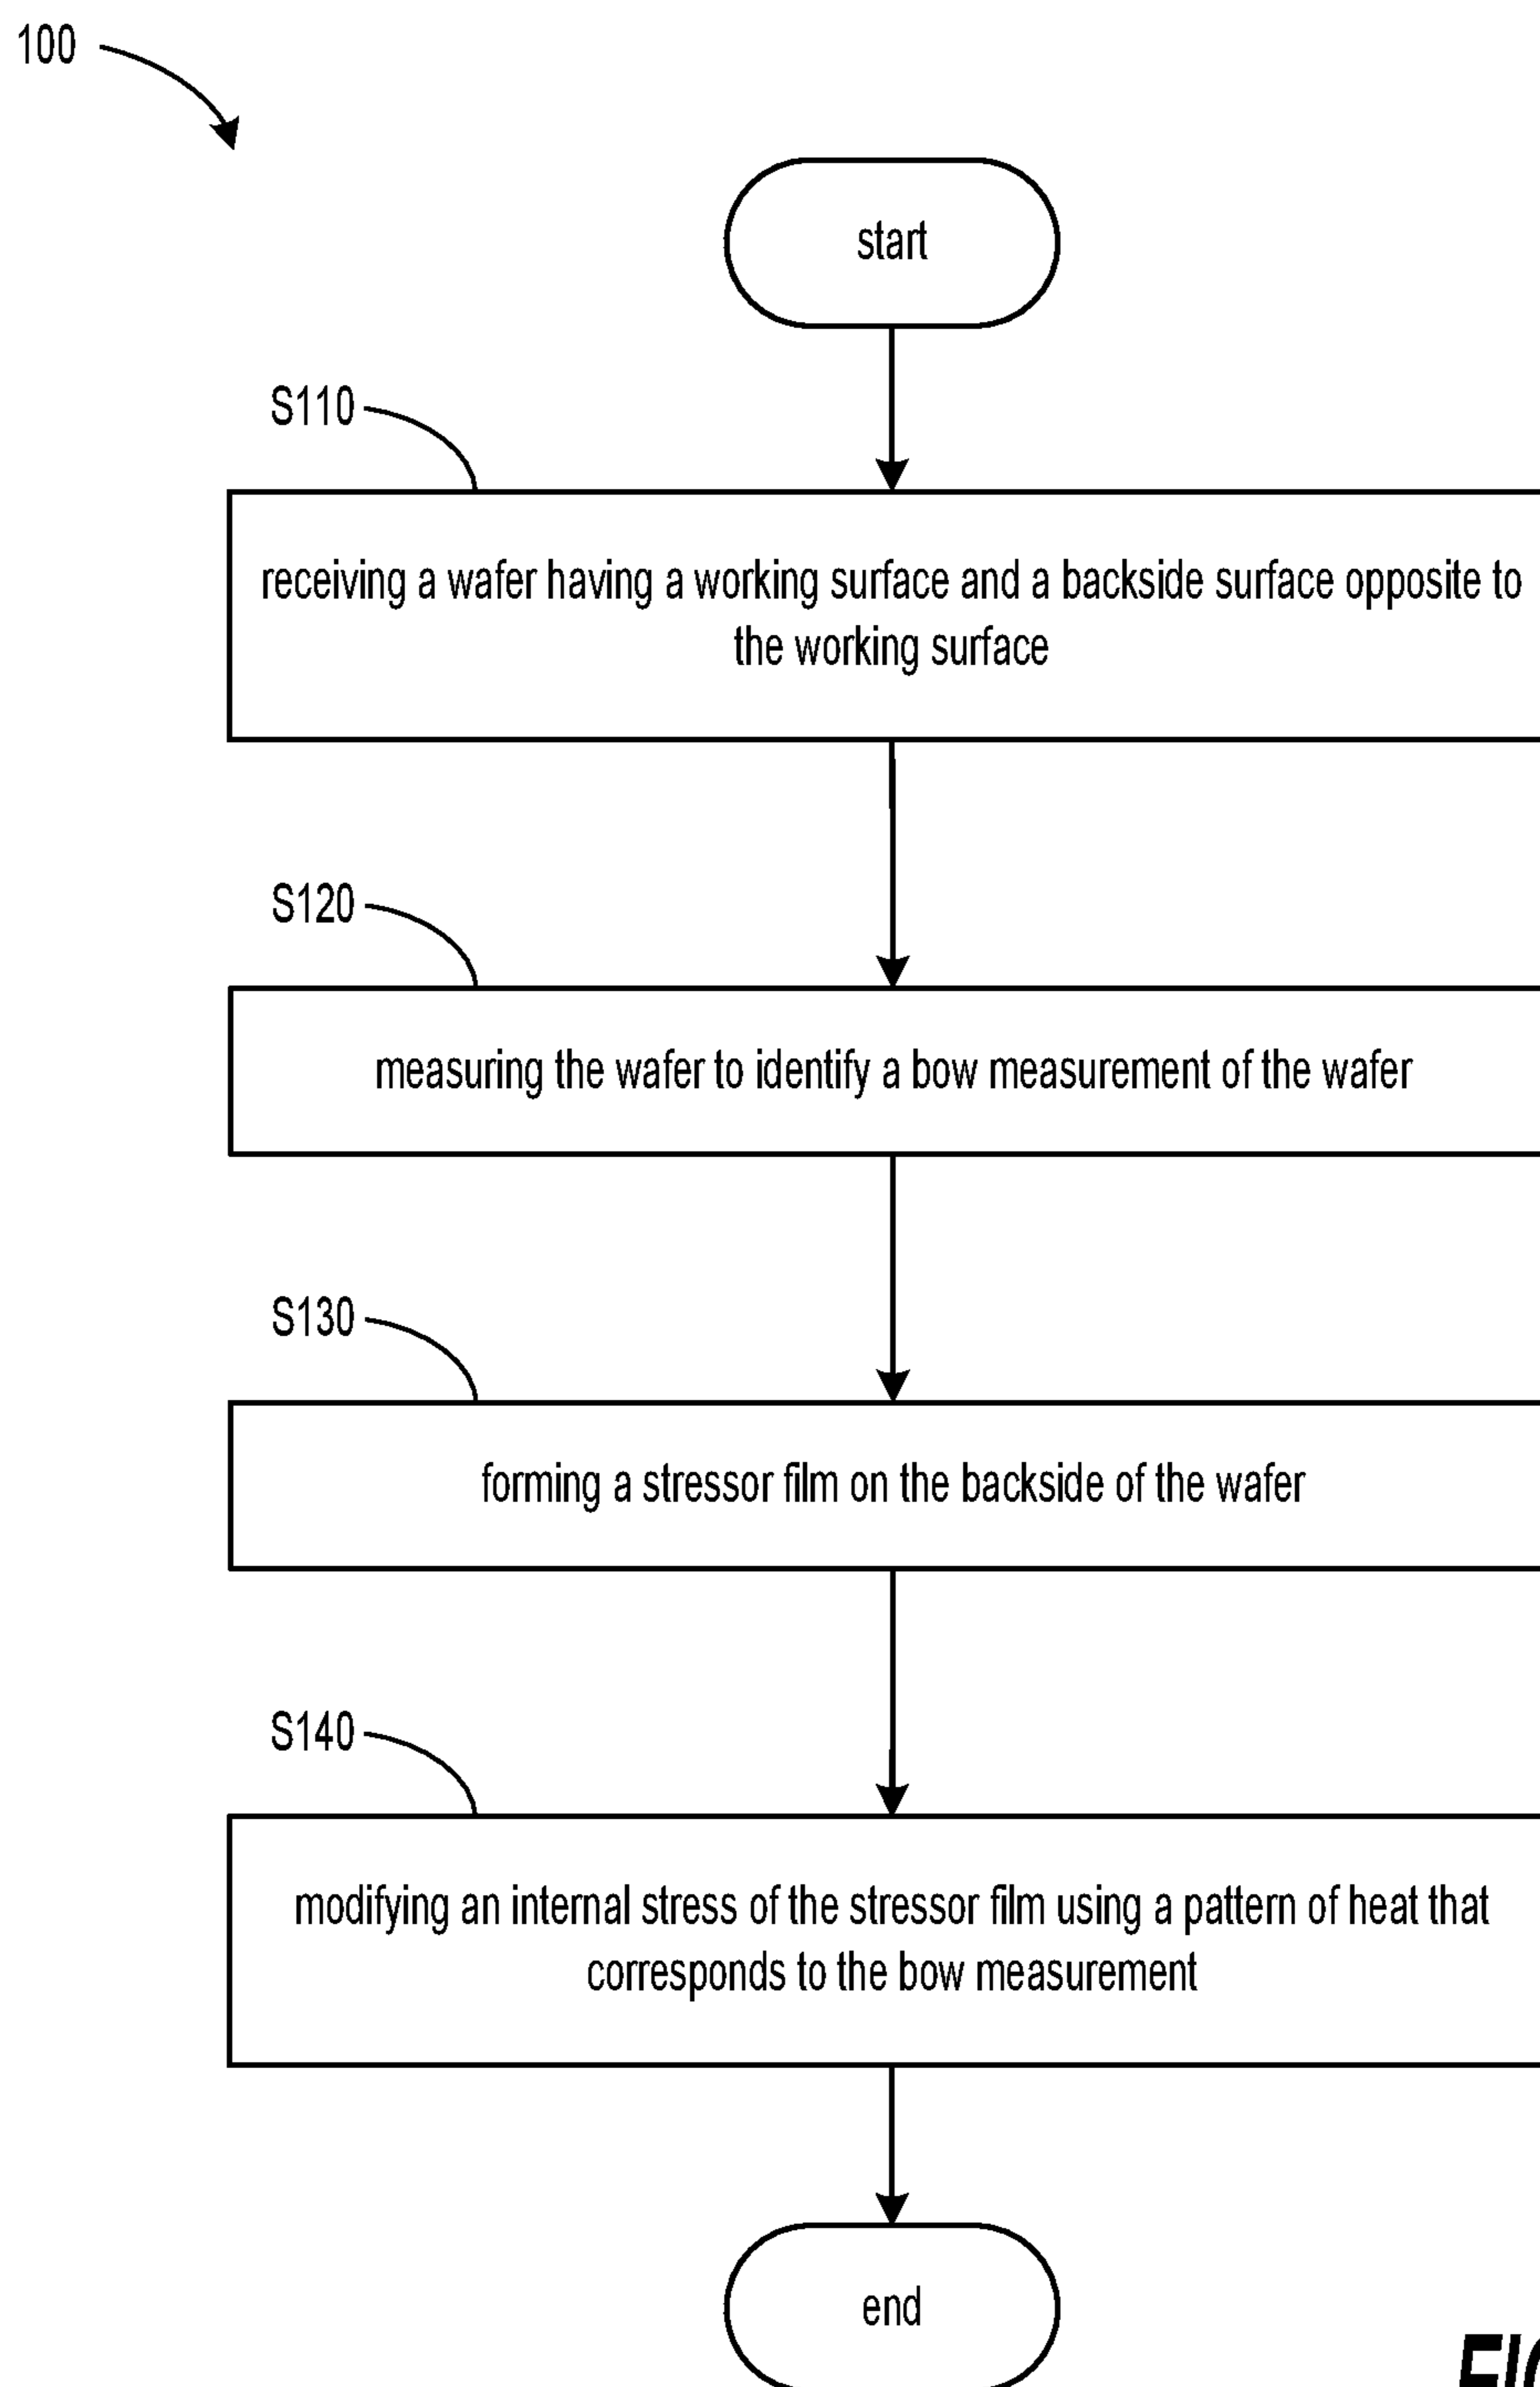 100
start
S110
receiving a wafer having a working surface and a backside surface opposite to
the working surface
S120
measuring the wafer to identify a bow measurement of the wafer
S130
forming a stressor film on the backside of the wafer
S140
modifying an internal stress of the stressor film using a pattern of heat that
corresponds to the bow measurement
end